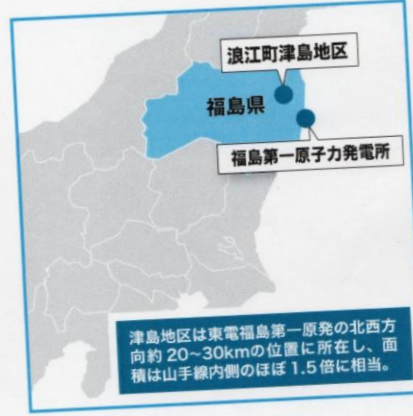 浪江町津島地区
福島県
福島第一原子力発電所
津島地区は東電福島第一原発の北西方
向約20~30kmの位置に所在し、面
積は山手線内側のほぼ1.5倍に相当。